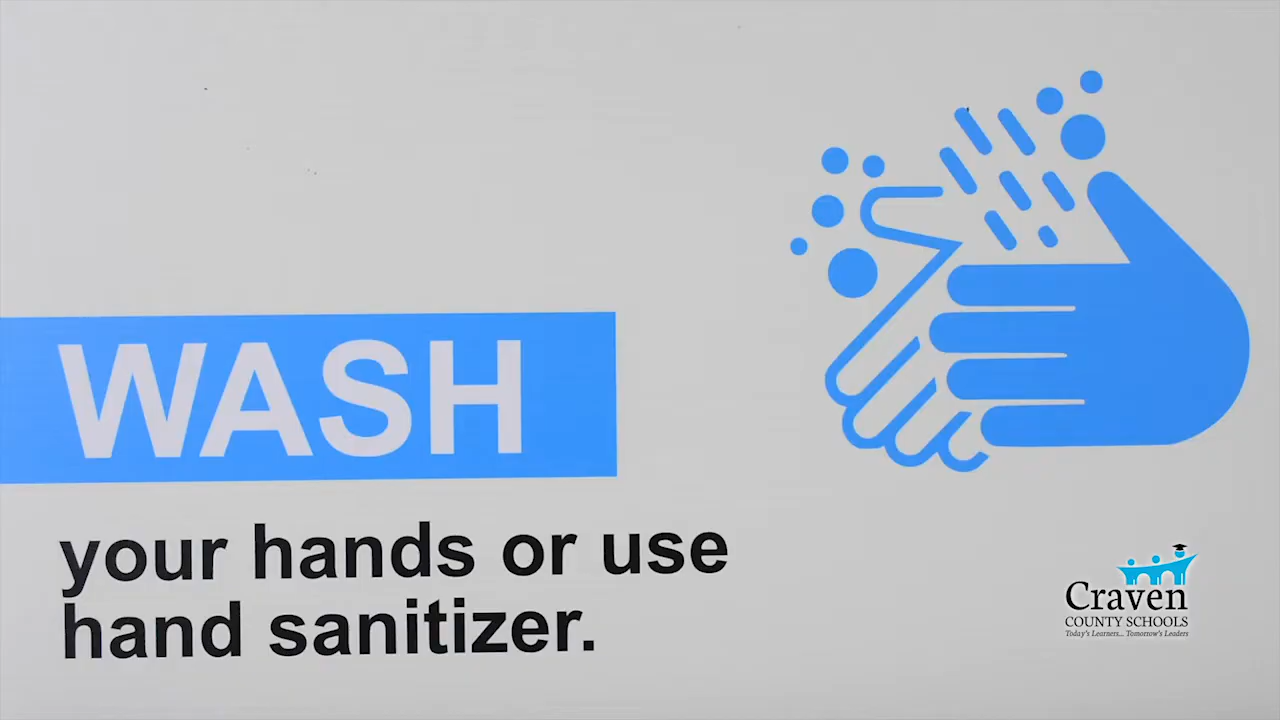 WASH
your hands or use
hand sanitizer.
Craven
COUNTY SCHOOLS
Today's Learners... Tomorrow's Leaders